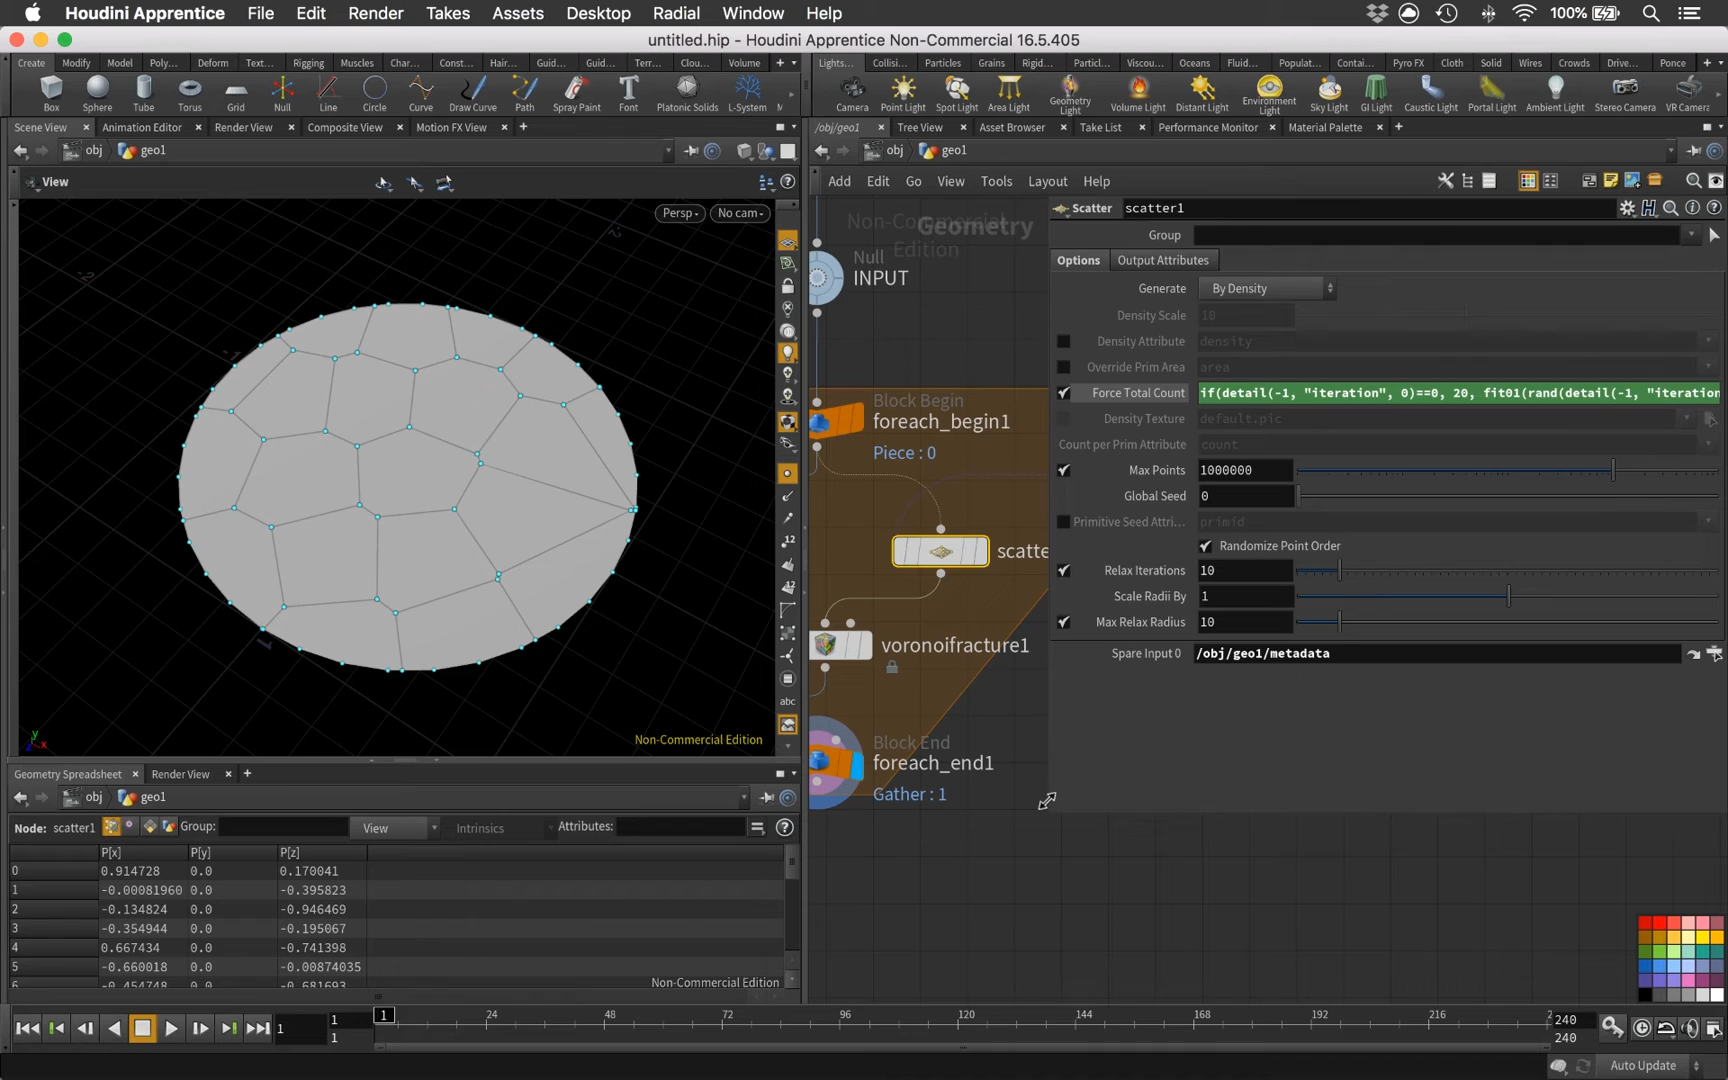 Houdini Apprentice File Edit Render Takes Assets Desktop Radial Window Help 100%
untitled.hip - Houdini Apprentice Non-Commercial 16.5.405
Create Modify Model Poly... Deform Text... Rigging Muscles Char... Const... Hair... Guid... Guid... Terr... Clou... Volume
Lights... Collisi... Particles Grains Rigid... Particl... Viscou... Oceans Fluid... Populat... Contai... Pyro FX Cloth Solid Wires Crowds Drive... Ponce
Box Sphere Tube Torus Grid Null Line Circle Curve Draw Curve Path Spray Paint Font Platonic Solids L-System
Camera Point Light Spot Light Area Light Geometry Light Volume Light Distant Light Environment Light Sky Light GI Light Caustic Light Portal Light Ambient Light Stereo Camera VR Camera
Scene View Animation Editor Render View Composite View Motion FX View
/obj/geo1 Tree View Asset Browser Take List Performance Monitor Material Palette
obj geo1
obj geo1
View
Add Edit Go View Tools Layout Help
Persp No cam
Non-Commercial Edition
Geometry
Null
INPUT
Block Begin
foreach_begin1
Piece : 0
scatte
voronoifracture1
Block End
foreach_end1
Gather : 1
Scatter scatter1
Group
Options Output Attributes
Generate By Density
Density Scale 10
Density Attribute density
Override Prim Area area
Force Total Count if(detail(-1, "iteration", 0)==0, 20, fit01(rand(detail(-1, "iteration
Density Texture default.pic
Count per Prim Attribute count
Max Points 1000000
Global Seed 0
Primitive Seed Attri... primid
Randomize Point Order
Relax Iterations 10
Scale Radii By 1
Max Relax Radius 10
Spare Input 0 /obj/geo1/metadata
12
12
abc
y
x
Non-Commercial Edition
Geometry Spreadsheet Render View
obj geo1
Node: scatter1 Group: View Intrinsics Attributes:
P[x] P[y] P[z]
0 0.914728 0.0 0.170041
1 -0.00081960 0.0 -0.395823
2 -0.134824 0.0 -0.946469
3 -0.354944 0.0 -0.195067
4 0.667434 0.0 -0.741398
5 -0.660018 0.0 -0.00874035
6 -0.454748 0.0 -0.681693
Non-Commercial Edition
1 1 1 1 24 48 72 96 120 144 168 192 216 2 240
240
Auto Update